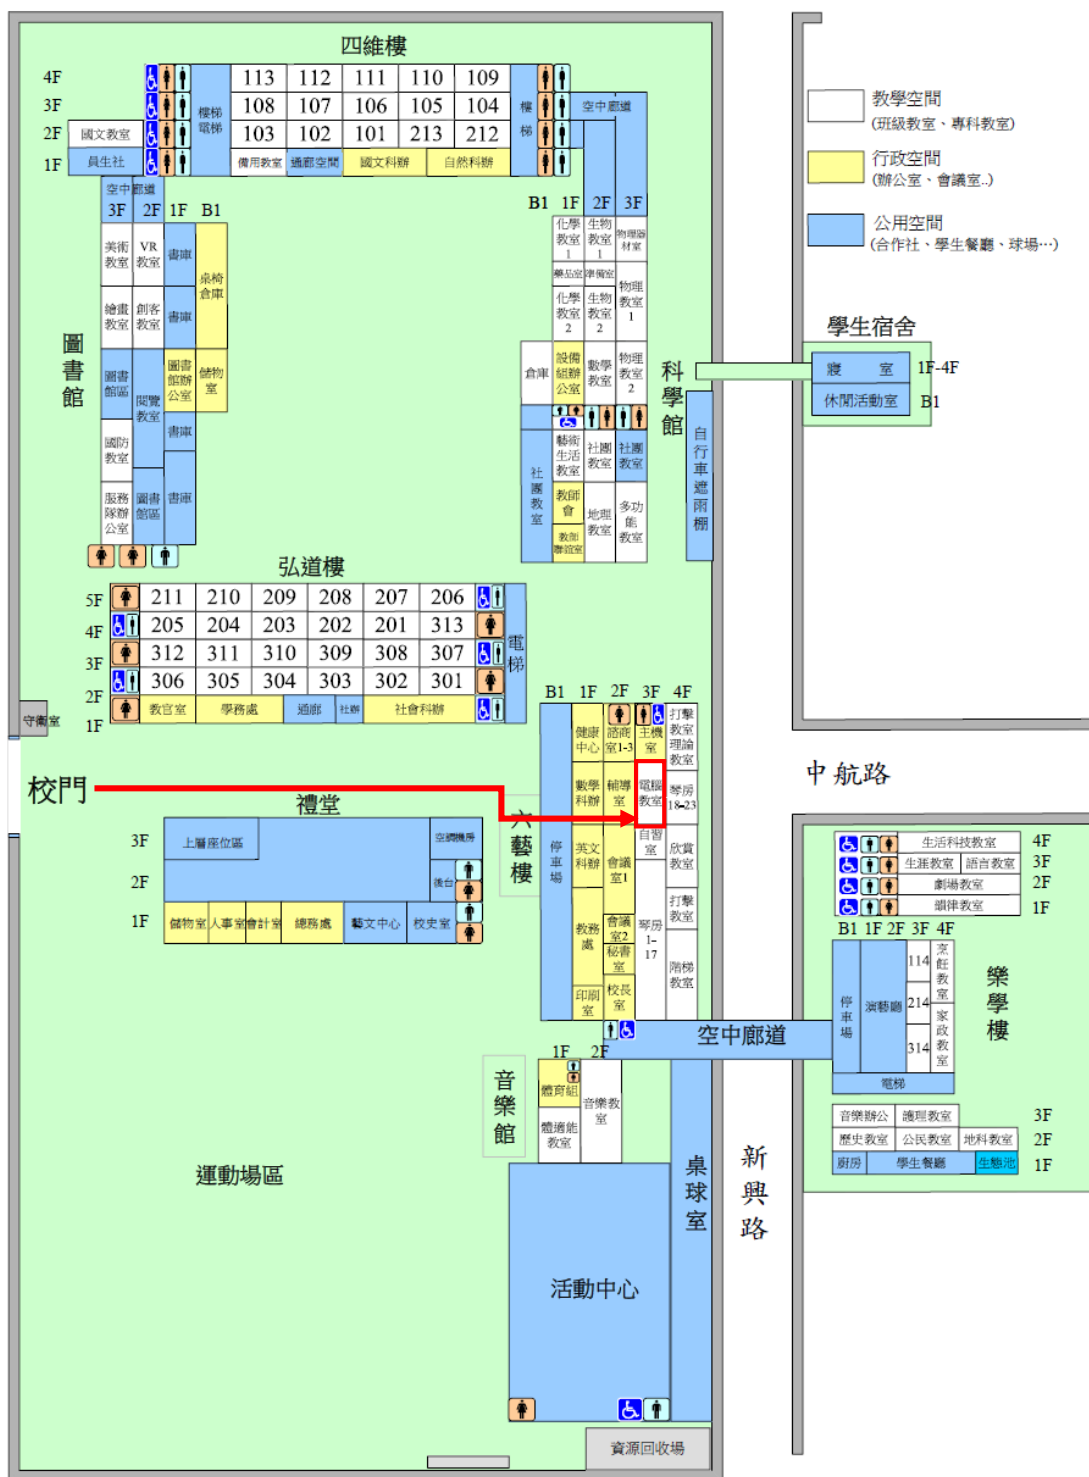 四維樓
4F 113 112 111 110 109
3F 樓梯電梯 108 107 106 105 104 樓梯 空中廊道
2F 國文教室 103 102 101 213 212
1F 員生社 備用教室 通廊空間 國文科辦 自然科辦
教學空間
(班級教室、專科教室)
行政空間
(辦公室、會議室..)
公用空間
(合作社、學生餐廳、球場…)
空中廊道
3F 2F 1F B1
美術教室 VR教室 書庫 桌椅倉庫
繪畫教室 創客教室 書庫
圖書館
圖書館區 閱覽教室 圖書館辦公室 儲物室
國防教室 書庫
服務隊辦公室 圖書館區 書庫
B1 1F 2F 3F
化學教室1 生物教室1 物理器材室
藥品室 準備室 物理教室1
化學教室2 生物教室2
倉庫 設備組辦公室 數學教室 物理教室2
科學館
社團教室 藝術生活教室 社團教室 社團教室
教師會 地理教室 多功能教室
教師聯誼室
自行車遮雨棚
學生宿舍
寢室 1F-4F
休閒活動室 B1
弘道樓
5F 211 210 209 208 207 206
4F 205 204 203 202 201 313
3F 312 311 310 309 308 307
2F 306 305 304 303 302 301
1F 教官室 學務處 通廊 社辦 社會科辦
電梯
守衛室
校門
中航路
B1 1F 2F 3F 4F
健康中心 諮商室1-3 主機室 打擊教室理論教室
數學科辦 輔導室 電腦教室 琴房18-23
六藝樓
停車場 英文科辦 會議室1 自習室 欣賞教室
打擊教室
教務處 會議室2 琴房1-17
秘書室 階梯教室
印刷室 校長室
禮堂
3F 上層座位區 空調機房
2F 後台
1F 儲物室 人事室 會計室 總務處 藝文中心 校史室
生活科技教室 4F
生涯教室 語言教室 3F
劇場教室 2F
韻律教室 1F
B1 1F 2F 3F 4F
停車場 演藝廳 114 烹飪教室
214
314 家政教室
樂學樓
電梯
音樂辦公 護理教室 3F
歷史教室 公民教室 地科教室 2F
廚房 學生餐廳 生態池 1F
空中廊道
音樂館
1F 2F
體育組 音樂教室
體適能教室
運動場區
桌球室
新興路
活動中心
資源回收場